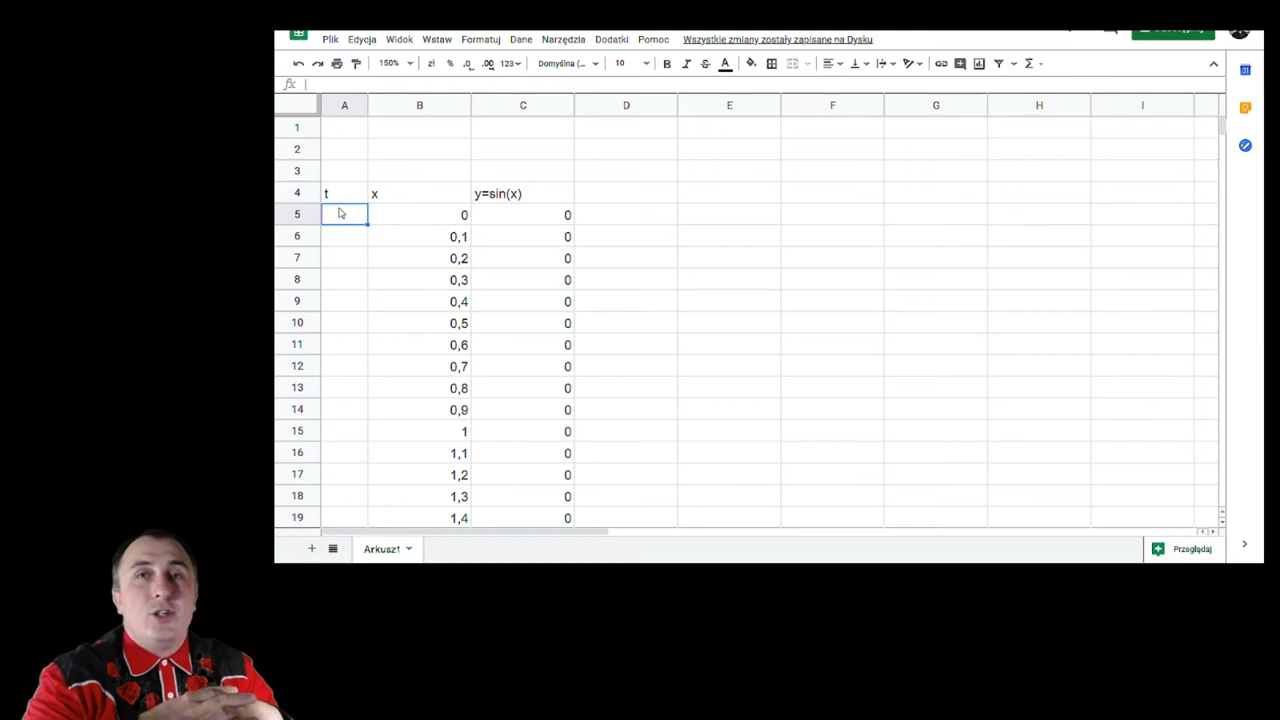 Plik Edycja Widok Wstaw Formatuj Dane Narzędzia Dodatki Pomoc Wszystkie zmiany zostały zapisane na Dysku
150% zł % .0 .00 123 Domyślna (... 10 B I S A
fx
A B C D E F G H I
1
2
3
4 t x y=sin(x)
5 0 0
6 0,1 0
7 0,2 0
8 0,3 0
9 0,4 0
10 0,5 0
11 0,6 0
12 0,7 0
13 0,8 0
14 0,9 0
15 1 0
16 1,1 0
17 1,2 0
18 1,3 0
19 1,4 0
Arkusz1 Przeglądaj